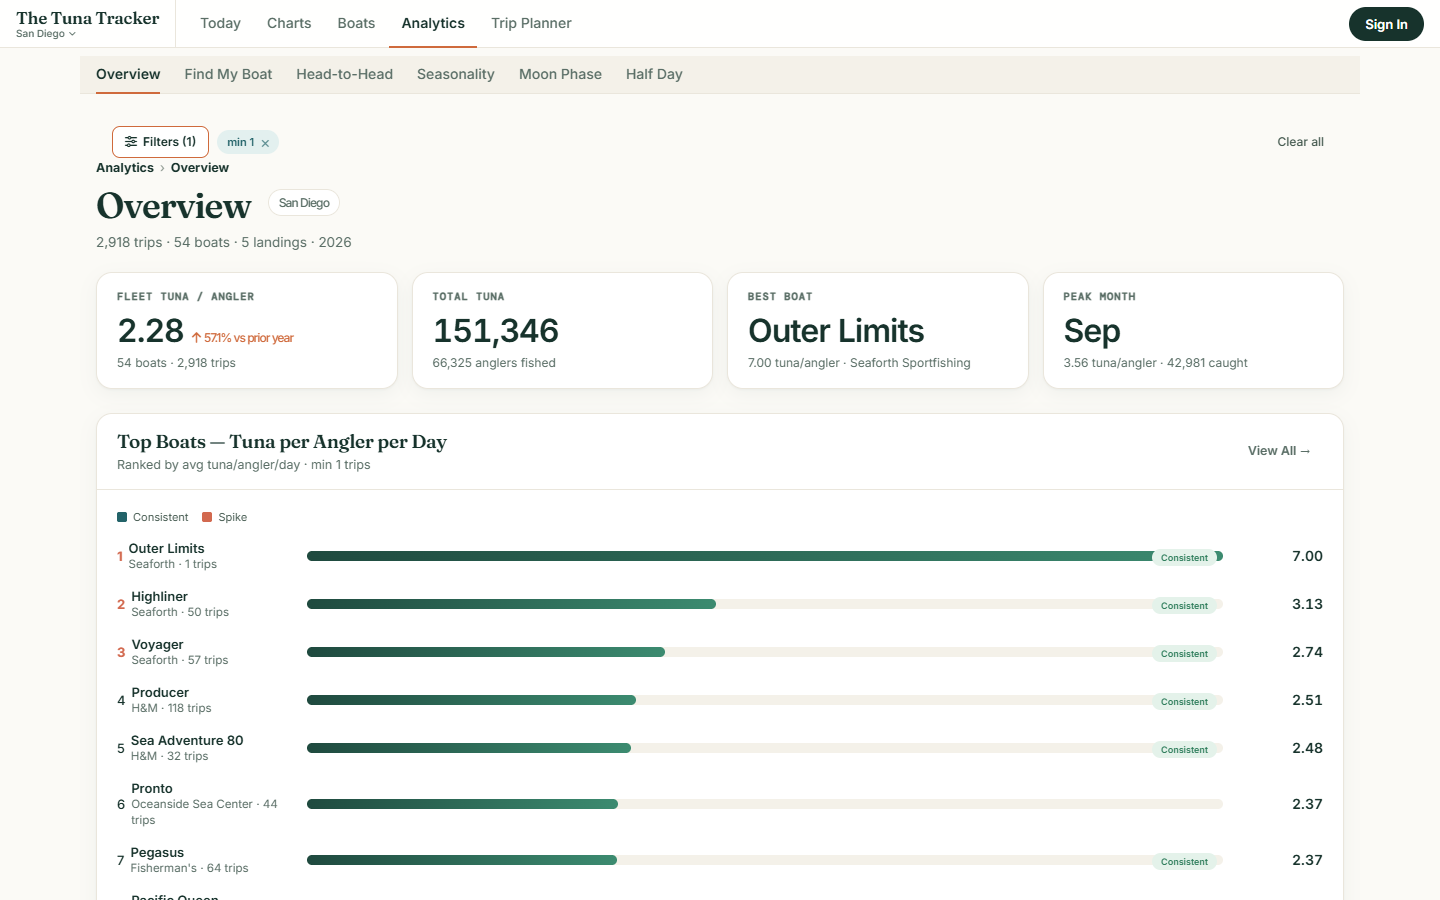 The Tuna Tracker
San Diego
Today
Charts
Boats
Analytics
Trip Planner
Sign In
Overview
Find My Boat
Head-to-Head
Seasonality
Moon Phase
Half Day
Filters (1)
min 1 ×
Clear all
Analytics › Overview
Overview
San Diego
2,918 trips · 54 boats · 5 landings · 2026
FLEET TUNA / ANGLER
2.28 ↑ 57.1% vs prior year
54 boats · 2,918 trips
TOTAL TUNA
151,346
66,325 anglers fished
BEST BOAT
Outer Limits
7.00 tuna/angler · Seaforth Sportfishing
PEAK MONTH
Sep
3.56 tuna/angler · 42,981 caught
Top Boats — Tuna per Angler per Day
Ranked by avg tuna/angler/day · min 1 trips
View All →
Consistent
Spike
1 Outer Limits
Seaforth · 1 trips
Consistent
7.00
2 Highliner
Seaforth · 50 trips
Consistent
3.13
3 Voyager
Seaforth · 57 trips
Consistent
2.74
4 Producer
H&M · 118 trips
Consistent
2.51
5 Sea Adventure 80
H&M · 32 trips
Consistent
2.48
6 Pronto
Oceanside Sea Center · 44
trips
2.37
7 Pegasus
Fisherman's · 64 trips
Consistent
2.37
Pacific Queen